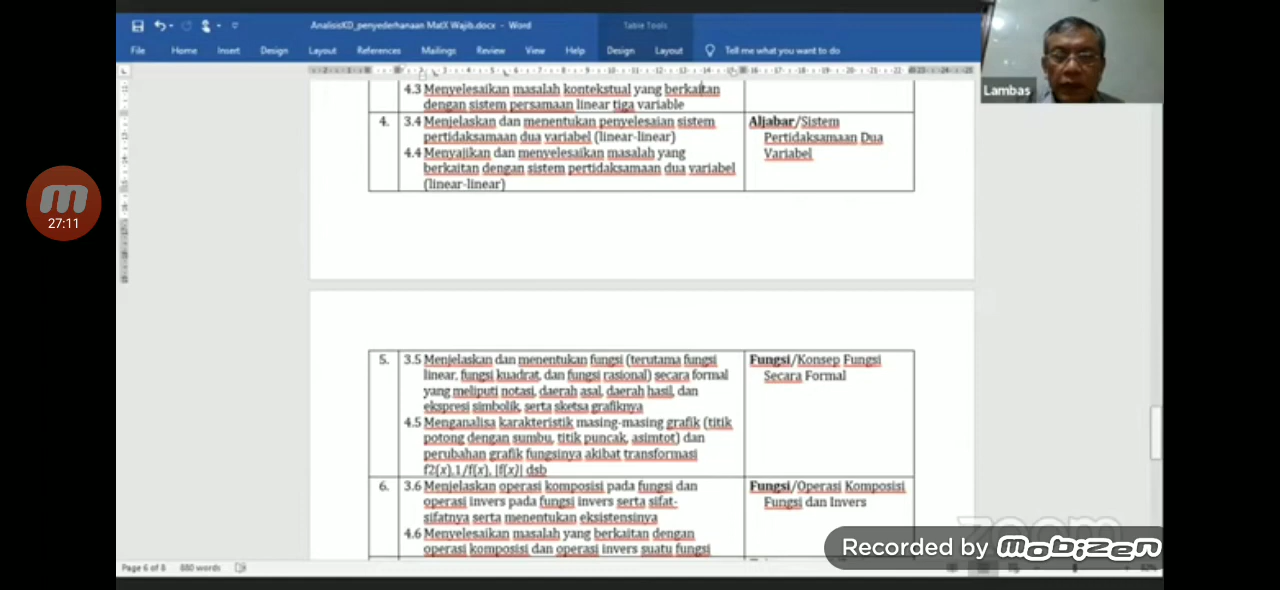 AnalisisKD_penyederhanaan MatX Wajib.docx - Word
Table Tools
File Home Insert Design Layout References Mailings Review View Help Design Layout Tell me what you want to do
Lambas
4.3 Menyelesaikan masalah kontekstual yang berkaitan
dengan sistem persamaan linear tiga variable
4. 3.4 Menjelaskan dan menentukan penyelesaian sistem
pertidaksamaan dua variabel (linear-linear)
4.4 Menyajikan dan menyelesaikan masalah yang
berkaitan dengan sistem pertidaksamaan dua variabel
(linear-linear)
Aljabar/Sistem
Pertidaksamaan Dua
Variabel
27:11
5. 3.5 Menjelaskan dan menentukan fungsi (terutama fungsi
linear, fungsi kuadrat, dan fungsi rasional) secara formal
yang meliputi notasi, daerah asal, daerah hasil, dan
ekspresi simbolik, serta sketsa grafiknya
4.5 Menganalisa karakteristik masing-masing grafik (titik
potong dengan sumbu, titik puncak, asimtot) dan
perubahan grafik fungsinya akibat transformasi
f2(x),1/f(x), |f(x)| dsb
Fungsi/Konsep Fungsi
Secara Formal
6. 3.6 Menjelaskan operasi komposisi pada fungsi dan
operasi invers pada fungsi invers serta sifat-
sifatnya serta menentukan eksistensinya
4.6 Menyelesaikan masalah yang berkaitan dengan
operasi komposisi dan operasi invers suatu fungsi
Fungsi/Operasi Komposisi
Fungsi dan Invers
zoom
Recorded by mobizen
Page 6 of 8 880 words